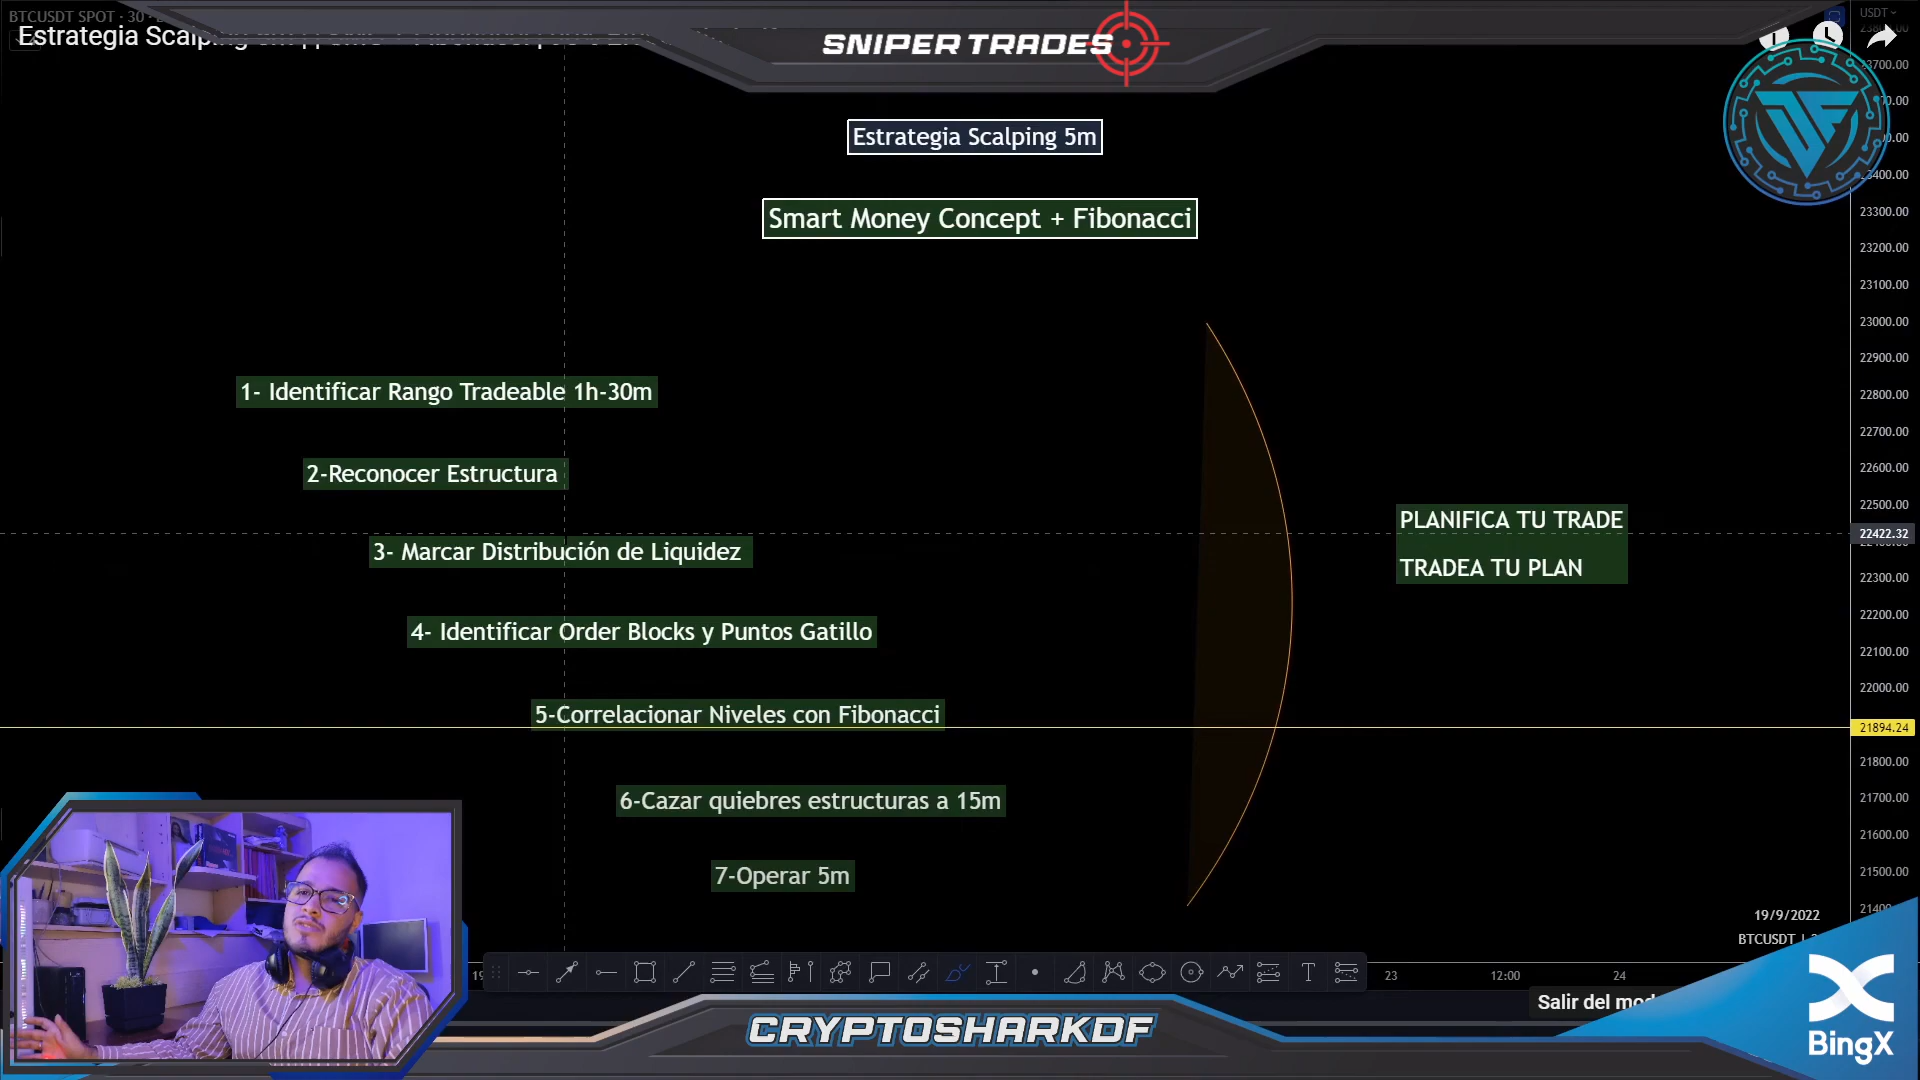 BTCUSDT SPOT · 30
USDT
Estrategia Scalping
SNIPER TRADES
23700.00
Estrategia Scalping 5m
23400.00
Smart Money Concept + Fibonacci
23300.00
23200.00
23100.00
23000.00
22900.00
1- Identificar Rango Tradeable 1h-30m
22800.00
22700.00
2-Reconocer Estructura
22600.00
22500.00
PLANIFICA TU TRADE
22422.32
3- Marcar Distribución de Liquidez
TRADEA TU PLAN
22300.00
22200.00
4- Identificar Order Blocks y Puntos Gatillo
22100.00
22000.00
5-Correlacionar Niveles con Fibonacci
21894.24
21800.00
6-Cazar quiebres estructuras a 15m
21700.00
21600.00
7-Operar 5m
21500.00
19/9/2022
BTCUSDT
23
12:00
24
Salir del
CRYPTOSHARKDF
BingX